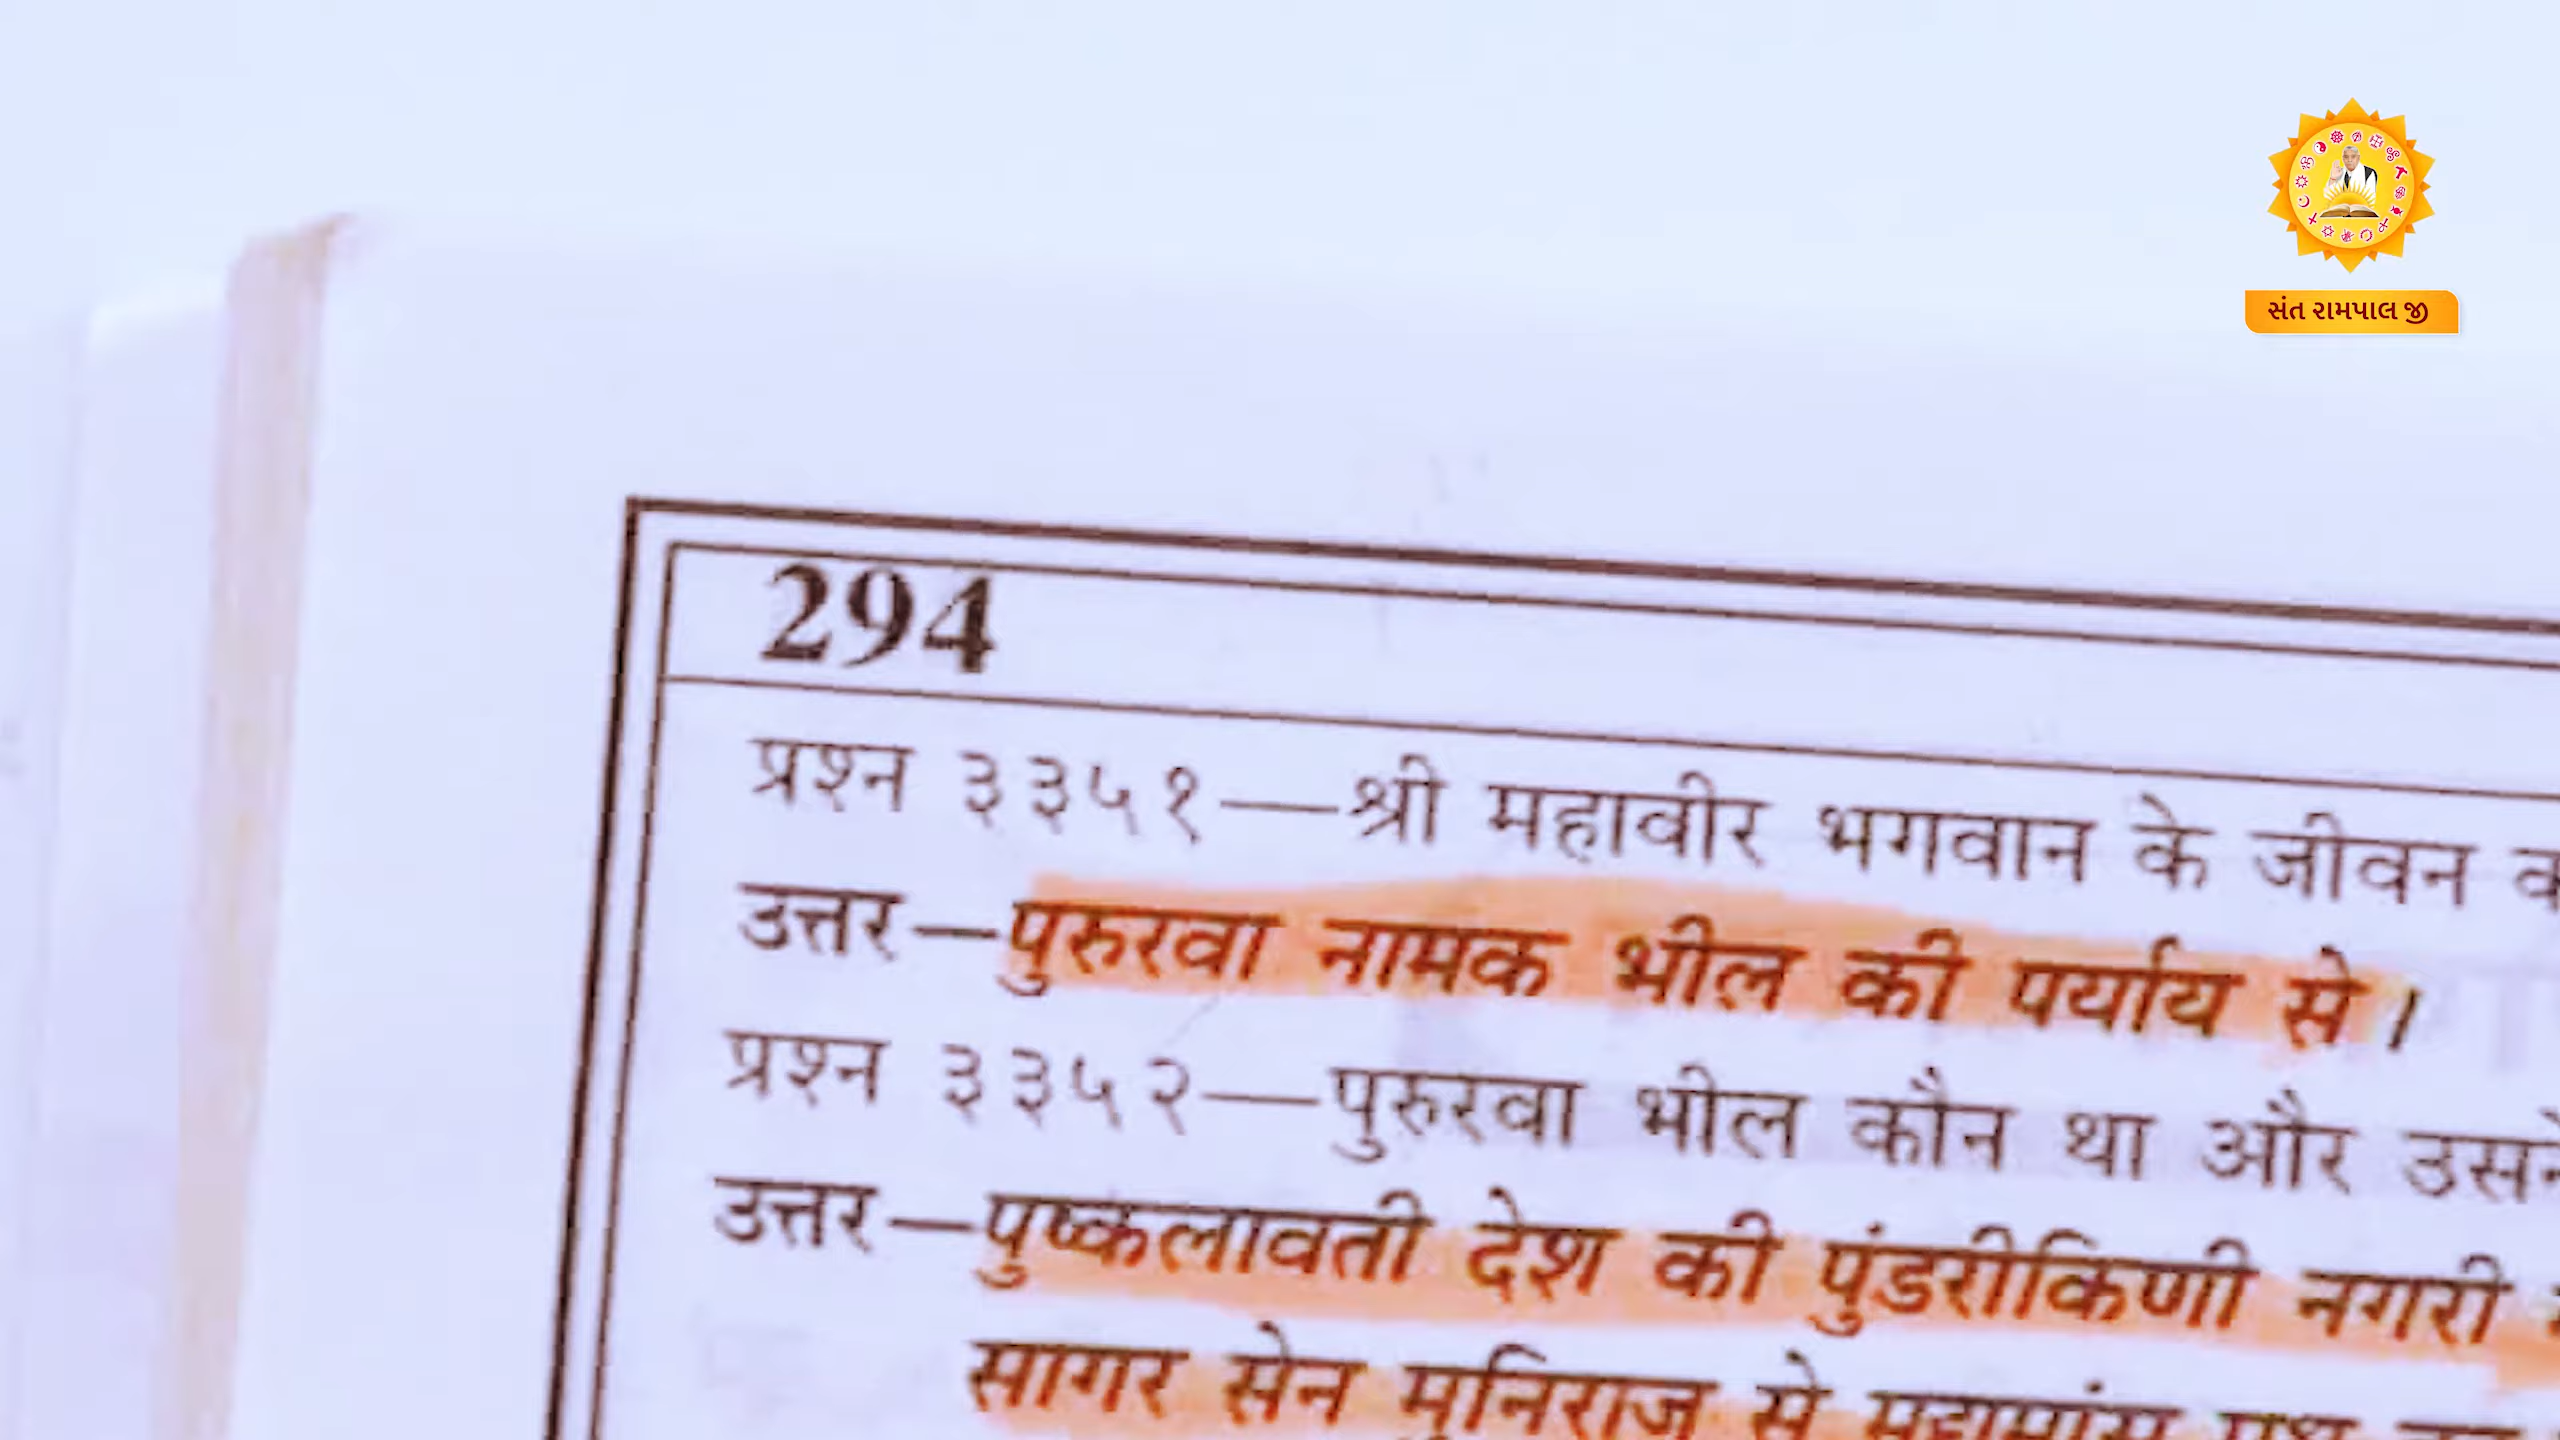 સંત રામપાલ જી
294
प्रश्न ३३५१—श्री महावीर भगवान के जीवन
उत्तर—पुरुरवा नामक भील की पर्याय से।
प्रश्न ३३५२—पुरुरवा भील कौन था और
उत्तर—पुष्कलावती देश की पुंडरीकिणी नगरी
सागर सेन मुनिराज से